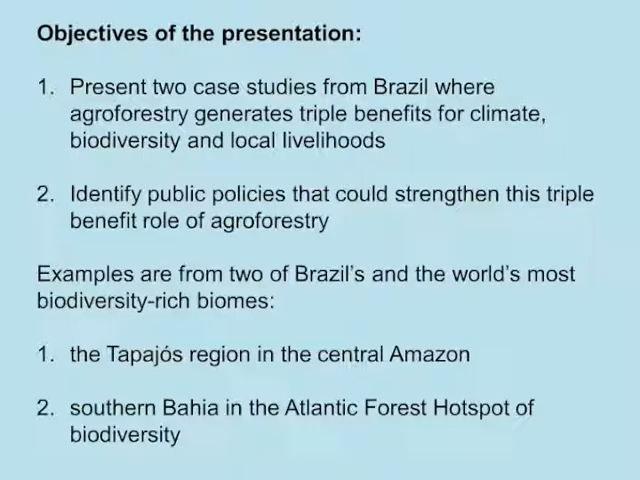 Objectives of the presentation:
1. Present two case studies from Brazil where
agroforestry generates triple benefits for climate,
biodiversity and local livelihoods
2. Identify public policies that could strengthen this triple
benefit role of agroforestry
Examples are from two of Brazil's and the world's most
biodiversity-rich biomes:
1. the Tapajós region in the central Amazon
2. southern Bahia in the Atlantic Forest Hotspot of
biodiversity